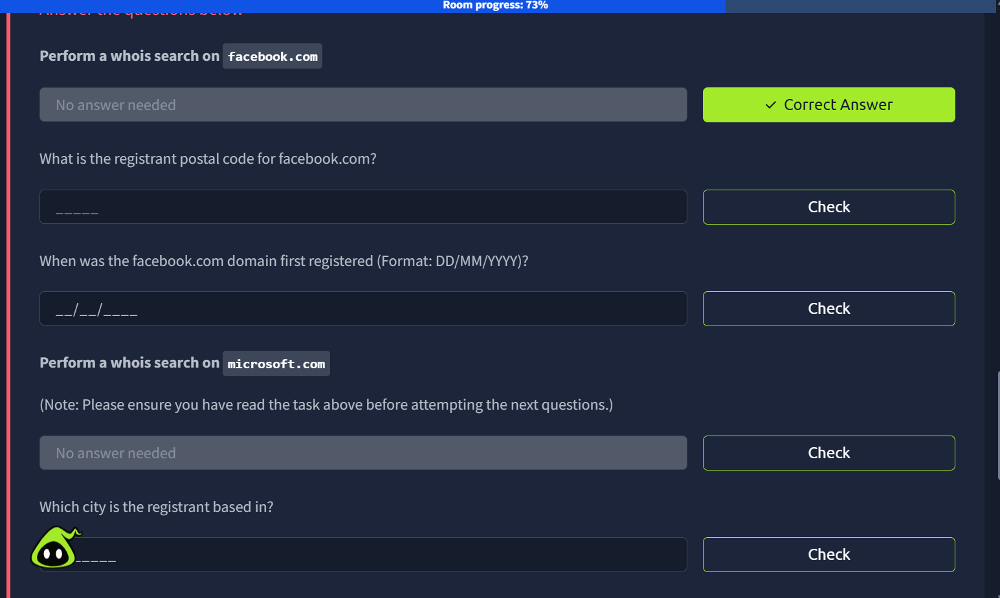 Room progress: 73%
Answer the questions below
Perform a whois search on facebook.com
No answer needed
✓ Correct Answer
What is the registrant postal code for facebook.com?
_____
Check
When was the facebook.com domain first registered (Format: DD/MM/YYYY)?
__/__/____
Check
Perform a whois search on microsoft.com
(Note: Please ensure you have read the task above before attempting the next questions.)
No answer needed
Check
Which city is the registrant based in?
_____
Check